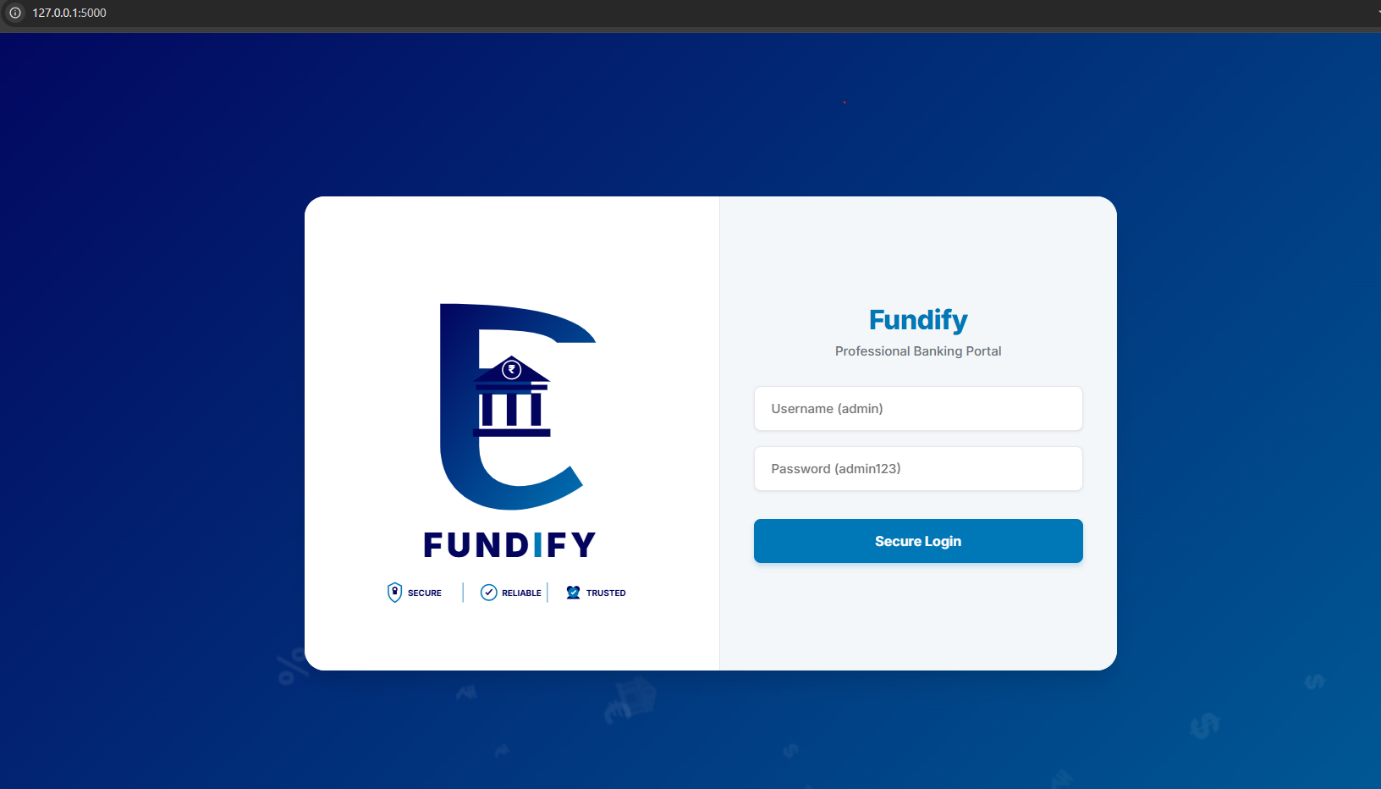 127.0.0.1:5000
₹
FUNDIFY
SECURE
RELIABLE
TRUSTED
Fundify
Professional Banking Portal
Username (admin)
Password (admin123)
Secure Login
%
₹
$
$
$